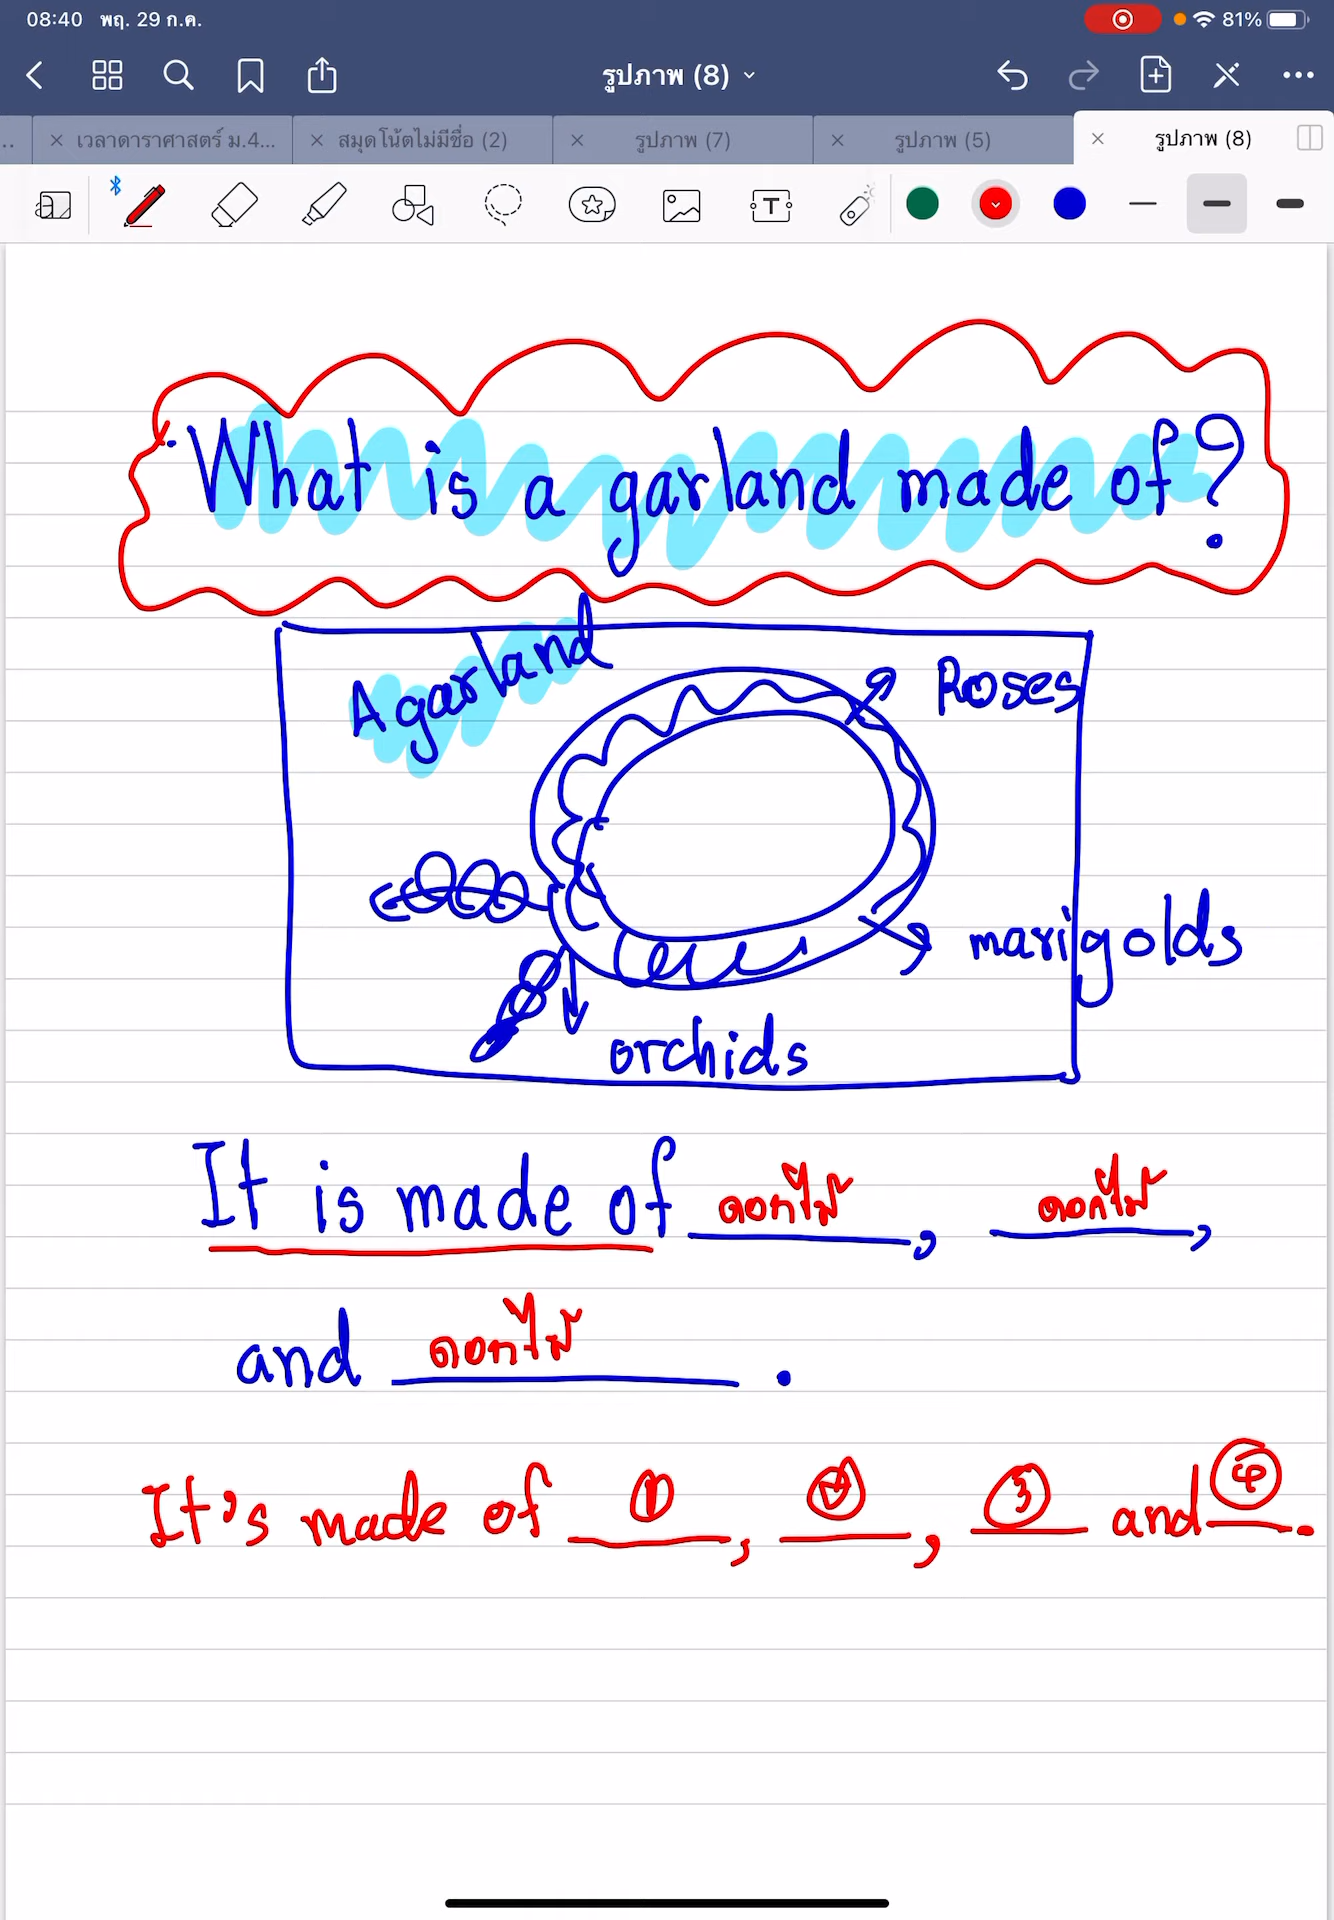 08:40 พฤ. 29 ก.ค. 81%
รูปภาพ (8)
.. เวลาดาราศาสตร์ ม.4... สมุดโน้ตไม่มีชื่อ (2) รูปภาพ (7) รูปภาพ (5) รูปภาพ (8)
What is a garland made of?
A garland
Roses
marigolds
orchids
It is made of ดอกไม้, ดอกไม้,
and ดอกไม้.
It's made of ①, ②, ③ and ④.